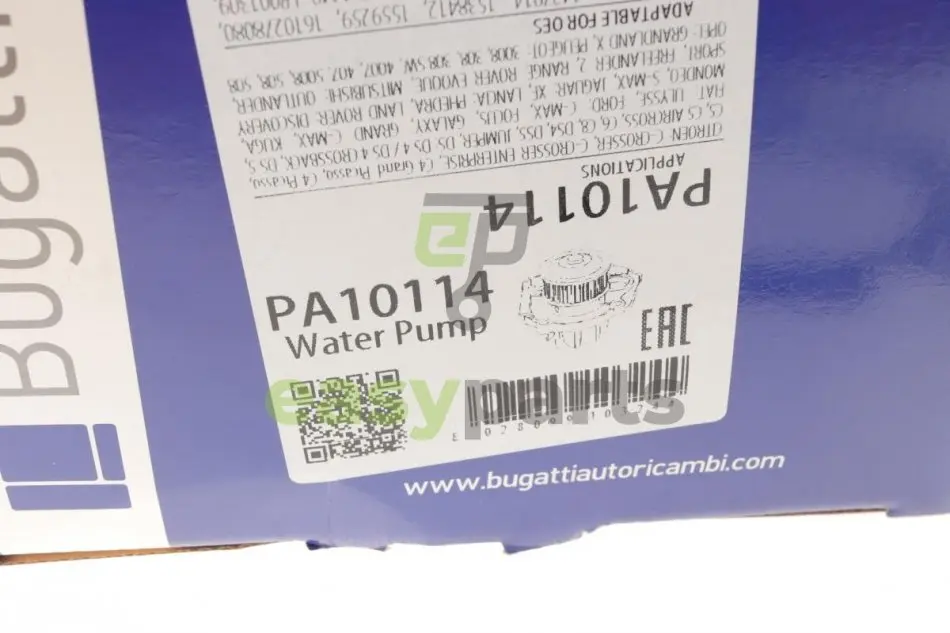 Bugatti
PA10114
Water Pump
EAC
www.bugattiautoricambi.com
ep
easyparts
PA10114
APPLICATIONS
CITROEN: C-CROSSER, C-CROSSER ENTERPRISE, C4 Grand Picasso, C4 Picasso,
C5, C5 AIRCROSS, C6, C8, DS4, DS5, JUMPER; DS: DS 4 / DS 4 CROSSBACK, DS 5,
FIAT: ULYSSE, FORD: C-MAX, FOCUS, GALAXY, GRAND C-MAX, KUGA,
MONDEO, S-MAX, JAGUAR: XF, LANCIA: PHEDRA, LAND ROVER: DISCOVERY
SPORT, FREELANDER 2, RANGE ROVER EVOQUE, MITSUBISHI: OUTLANDER,
OPEL: GRANDLAND X, PEUGEOT: 3008, 308, 308 SW, 4007, 407, 5008, 508, 508
ADAPTABLE FOR OES
1538412, 1559259, 1610278080,